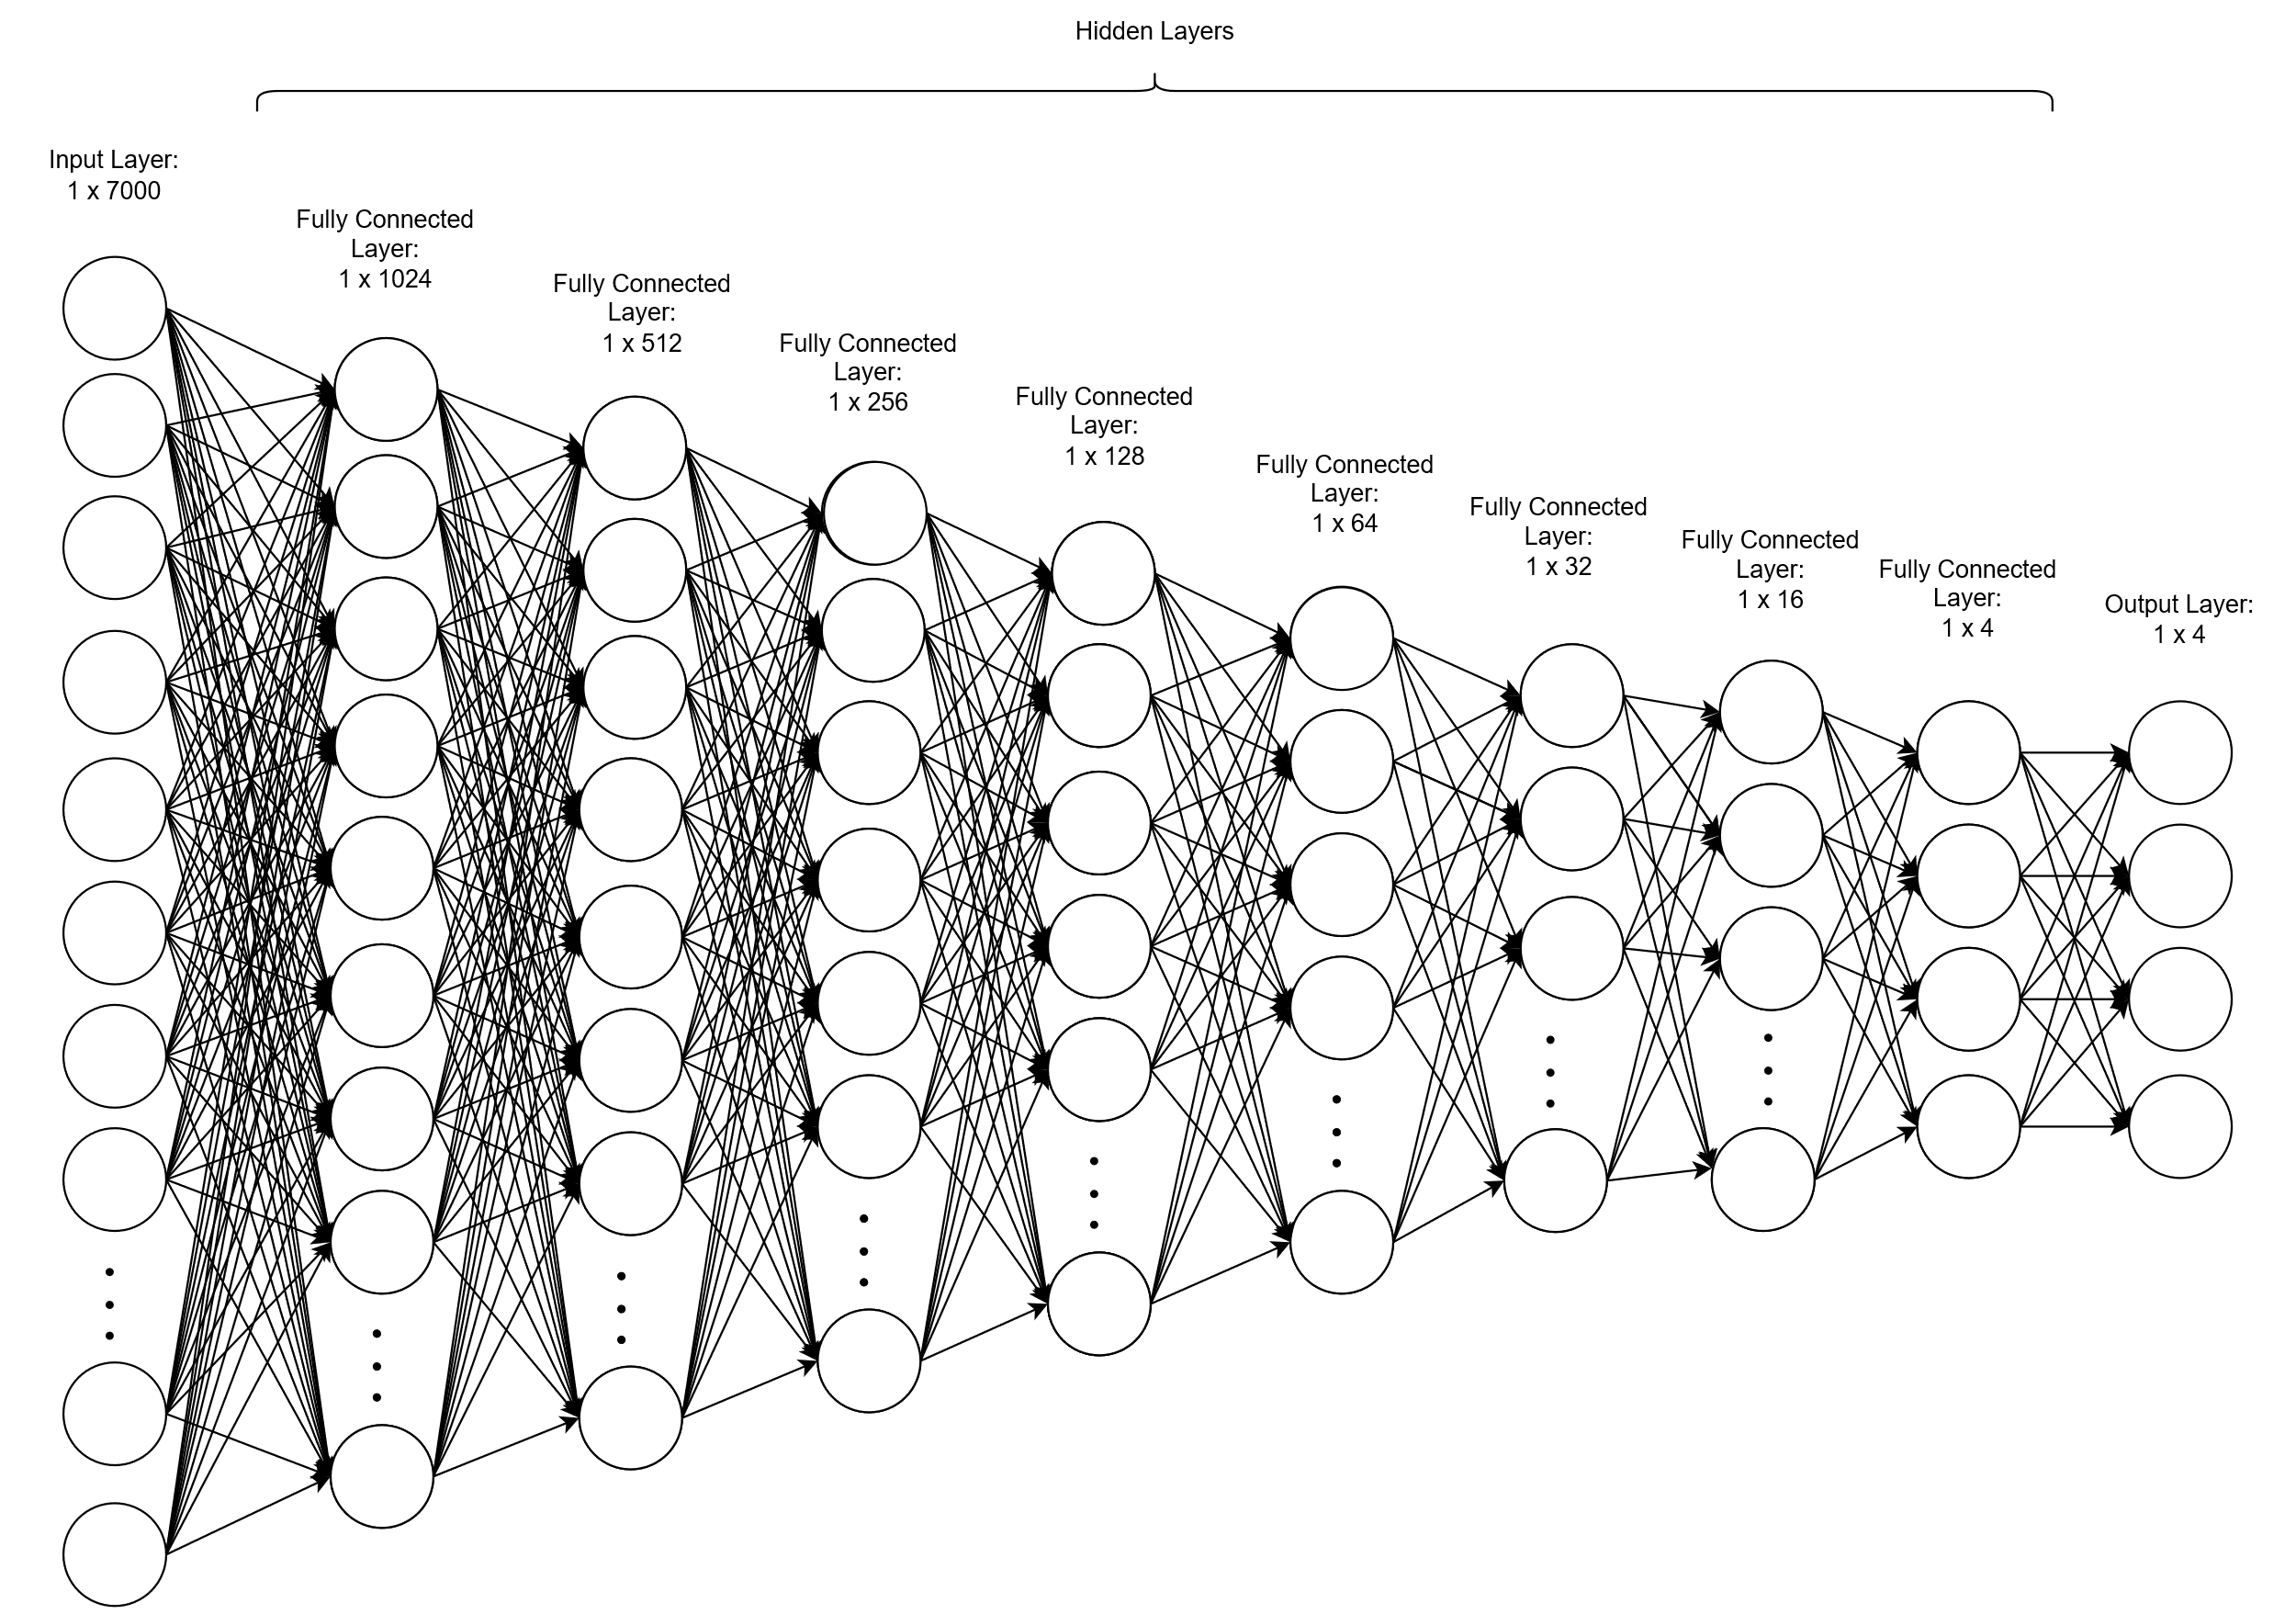 Hidden Layers
Input Layer:
1 x 7000
Fully Connected
Layer:
1 x 1024
Fully Connected
Layer:
1 x 512
Fully Connected
Layer:
1 x 256
Fully Connected
Layer:
1 x 128
Fully Connected
Layer:
1 x 64
Fully Connected
Layer:
1 x 32
Fully Connected
Layer:
1 x 16
Fully Connected
Layer:
1 x 4
Output Layer:
1 x 4